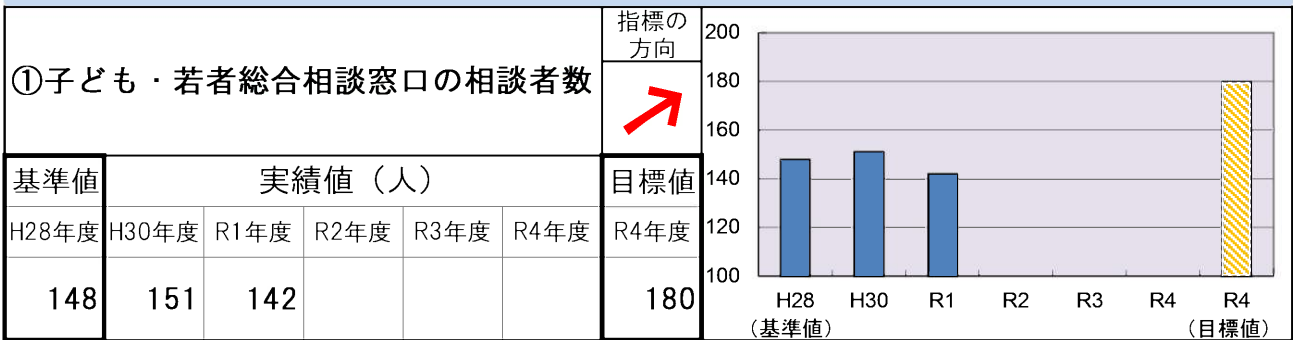 ①子ども・若者総合相談窓口の相談者数
指標の
方向
基準値 実績値（人） 目標値
H28年度 H30年度 R1年度 R2年度 R3年度 R4年度 R4年度
148 151 142 180
200
180
160
140
120
100
H28 H30 R1 R2 R3 R4 R4
（基準値） （目標値）